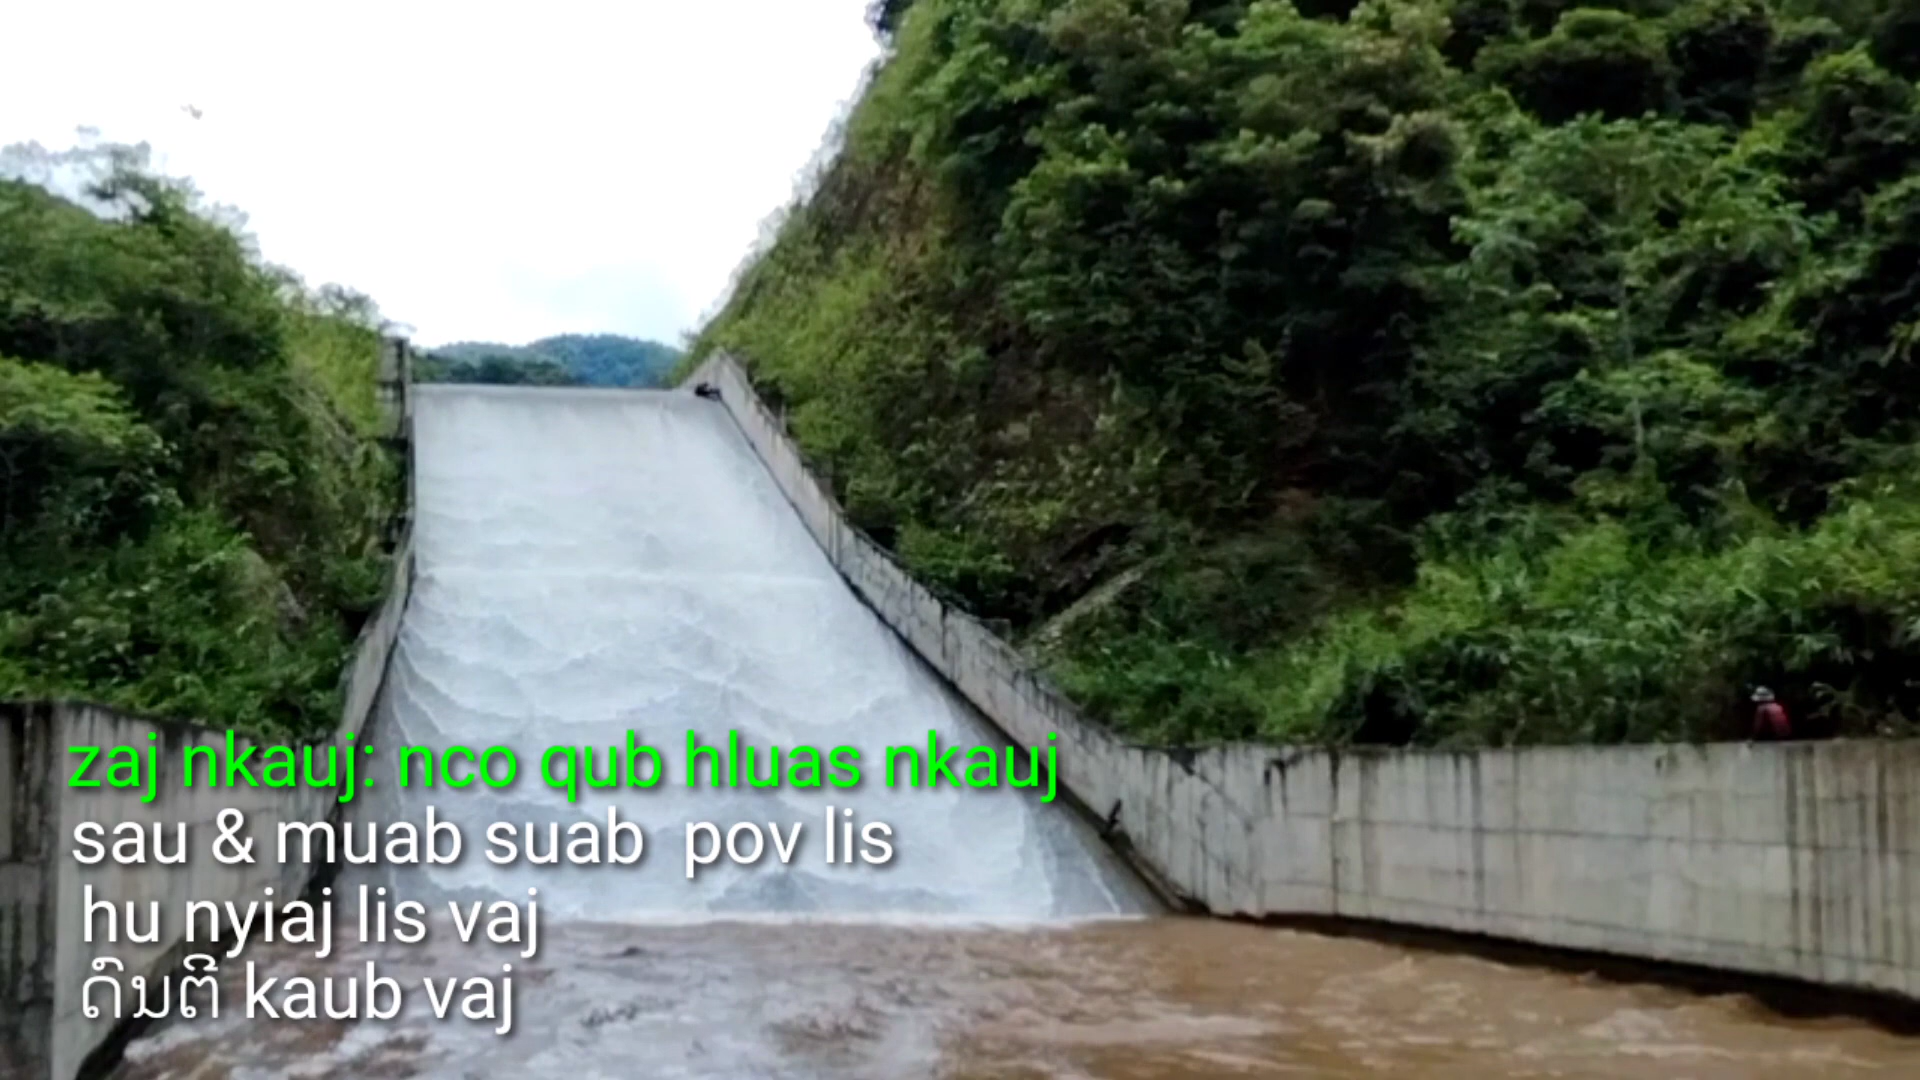 zaj nkauj: nco qub hluas nkauj
sau & muab suab pov lis
hu nyiaj lis vaj
ດົນຕີ kaub vaj